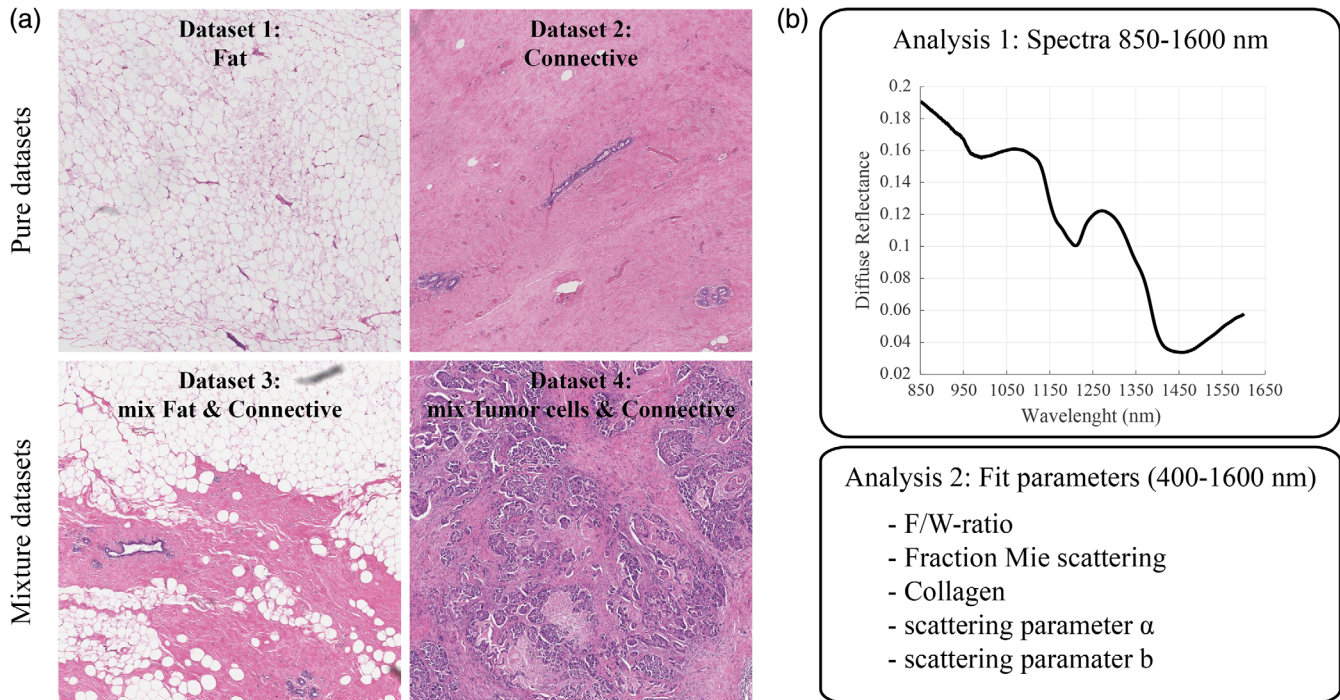 (a)
Pure datasets
Dataset 1:
Fat
Dataset 2:
Connective
Mixture datasets
Dataset 3:
mix Fat & Connective
Dataset 4:
mix Tumor cells & Connective
(b)
Analysis 1: Spectra 850-1600 nm
Diffuse Reflectance
0.2
0.18
0.16
0.14
0.12
0.1
0.08
0.06
0.04
0.02
850 950 1050 1150 1250 1350 1450 1550 1650
Wavelenght (nm)
Analysis 2: Fit parameters (400-1600 nm)
- F/W-ratio
- Fraction Mie scattering
- Collagen
- scattering parameter α
- scattering paramater b